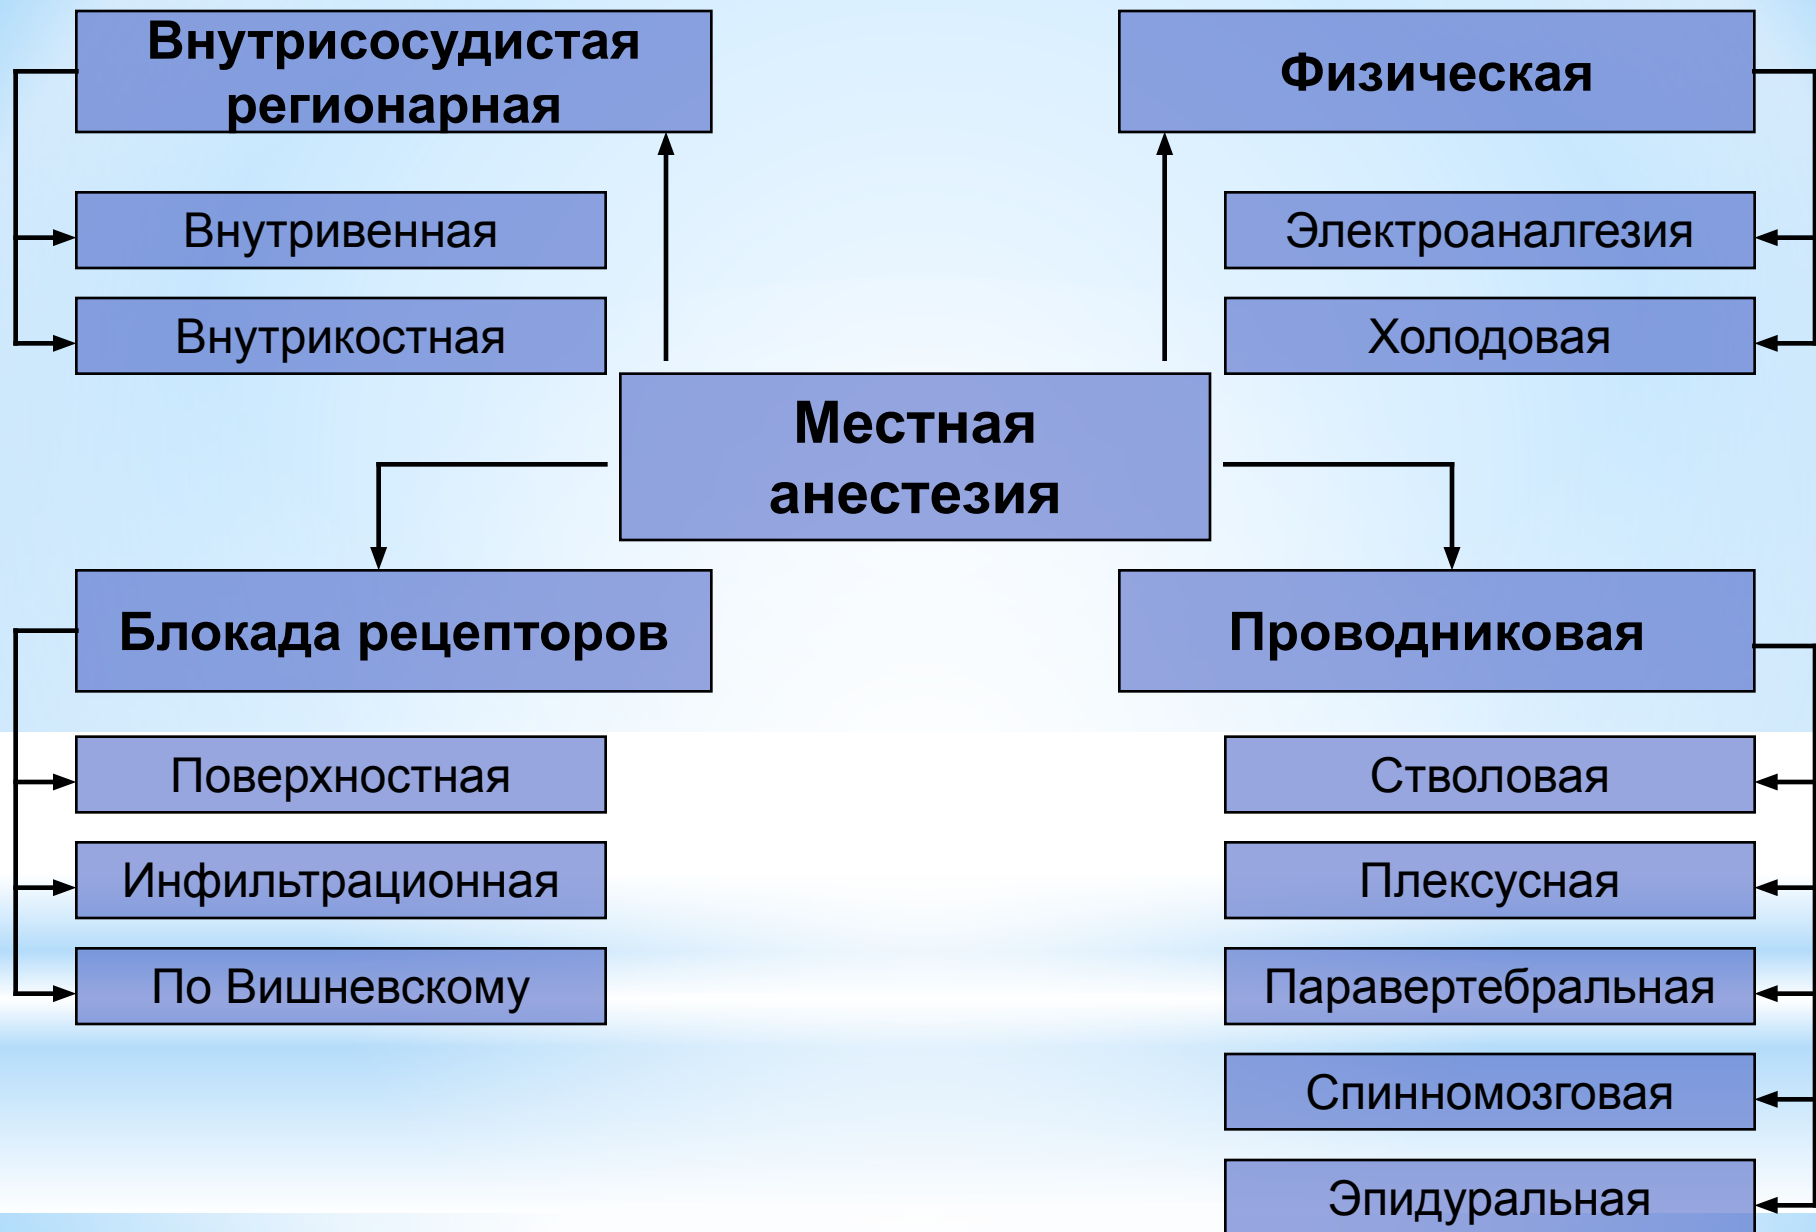 Внутрисосудистая
регионарная
Внутривенная
Внутрикостная
Физическая
Электроаналгезия
Холодовая
Местная
анестезия
Блокада рецепторов
Поверхностная
Инфильтрационная
По Вишневскому
Проводниковая
Стволовая
Плексусная
Паравертебральная
Спинномозговая
Эпидуральная